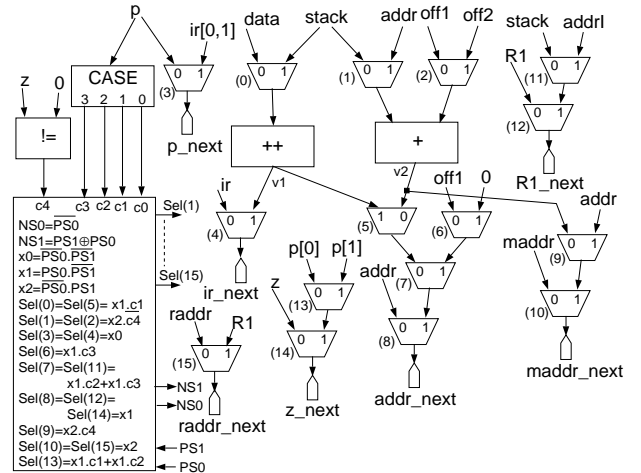 p
ir[0,1]
data
stack
addr
off1
off2
stack
addrl
z
0
CASE
3 2 1 0
0 1
(3)
0 1
(0)
0 1
(1)
0 1
(2)
R1
0 1
(11)
0 1
(12)
!=
p_next
++
+
R1_next
v1
v2
c4 c3 c2 c1 c0
Sel(1)
Sel(15)
NS0=P̅S̅0̅
NS1=PS1⊕PS0
x0=P̅S̅0̅.P̅S̅1̅
x1=PS0.P̅S̅1̅
x2=P̅S̅0̅.PS1
Sel(0)=Sel(5)= x1.c1
Sel(1)=Sel(2)=x2.c̅4̅
Sel(3)=Sel(4)=x0
Sel(6)=x1.c3
Sel(7)=Sel(11)=
x1.c2+x1.c3
Sel(8)=Sel(12)=
Sel(14)=x1
Sel(9)=x2.c4
Sel(10)=Sel(15)=x2
Sel(13)=x1.c1+x1.c2
NS1
NS0
PS1
PS0
ir
0 1
(4)
ir_next
1 0
(5)
off1
0
0 1
(6)
addr
0 1
(9)
maddr
0 1
(10)
maddr_next
p[0]
p[1]
0 1
(13)
z
0 1
(14)
z_next
0 1
(7)
addr
0 1
(8)
addr_next
raddr
R1
0 1
(15)
raddr_next